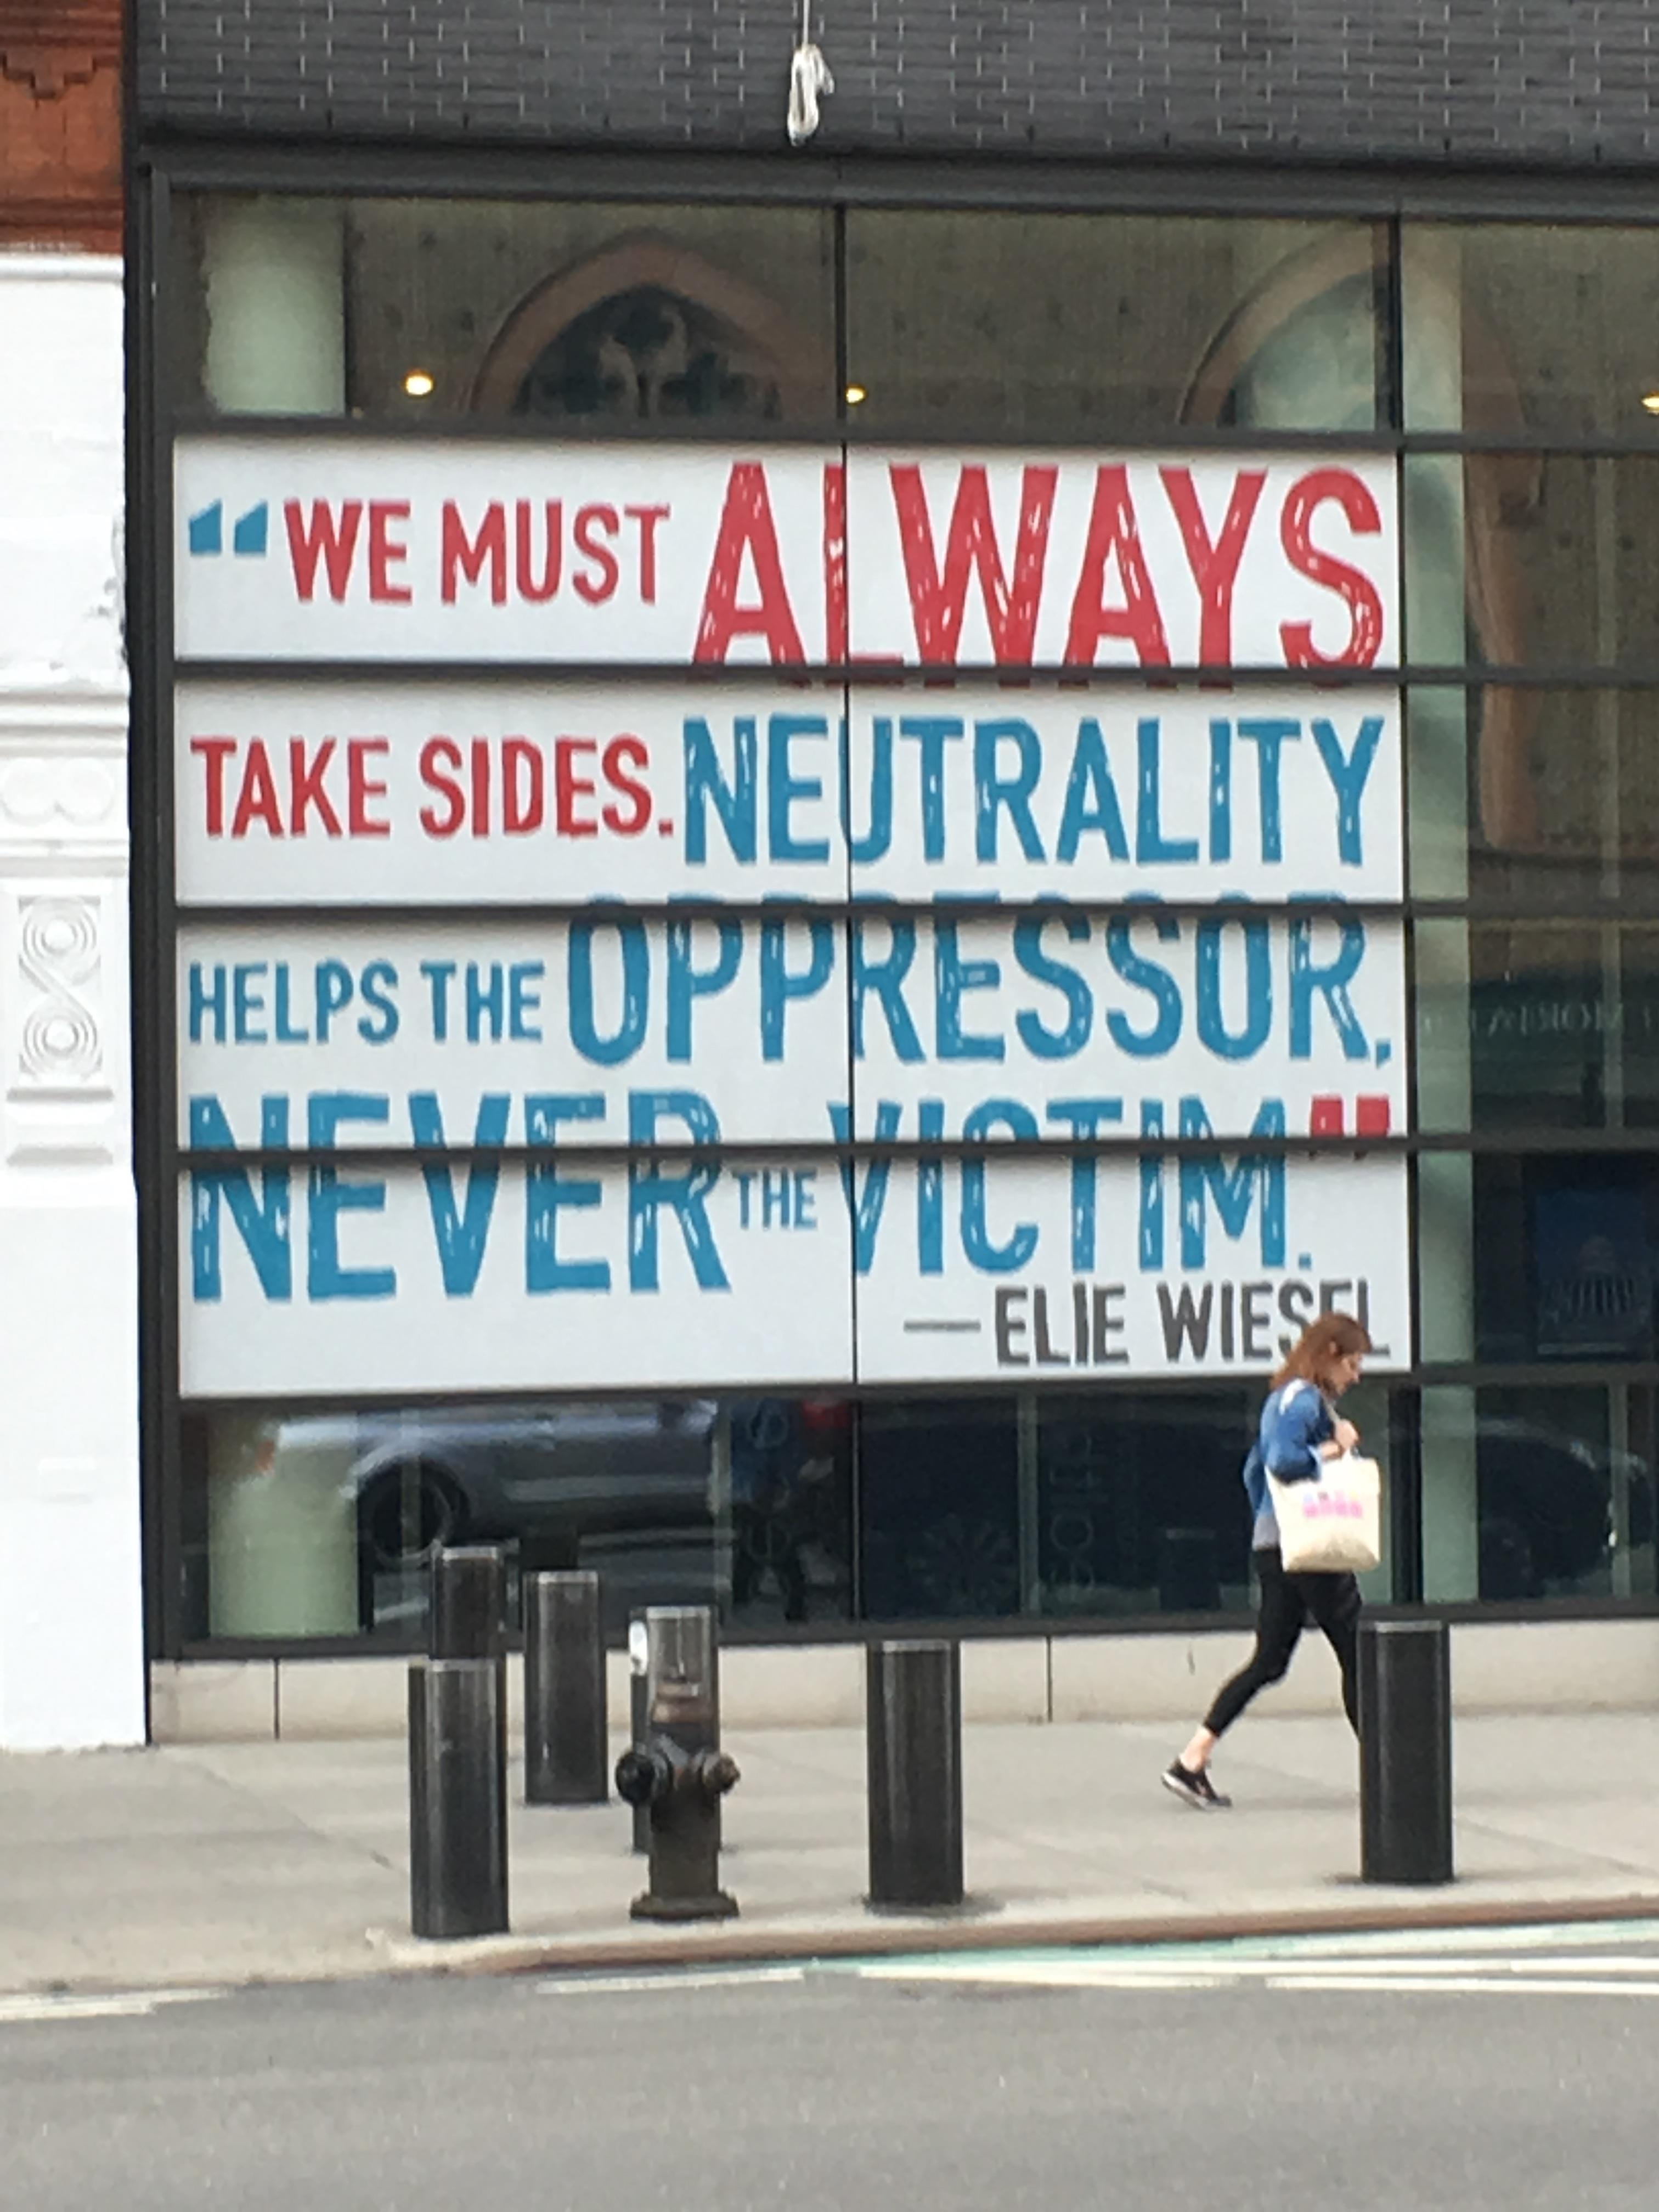 “WE MUST ALWAYS
TAKE SIDES. NEUTRALITY
HELPS THE OPPRESSOR,
NEVER THE VICTIM.”
—ELIE WIESEL